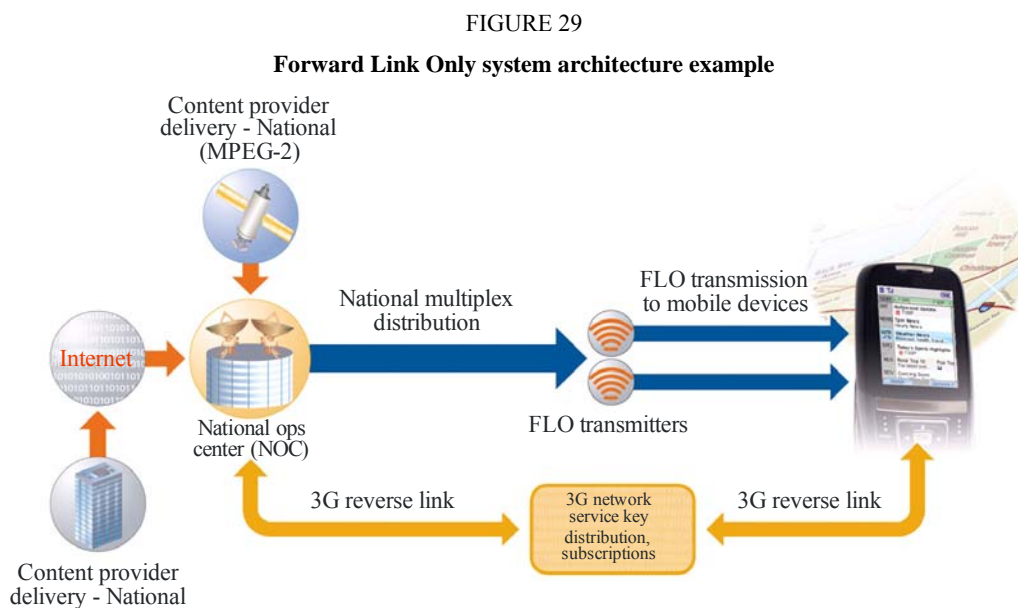 FIGURE 29
Forward Link Only system architecture example
Content provider
delivery - National
(MPEG-2)
National multiplex
distribution
FLO transmission
to mobile devices
Internet
National ops
center (NOC)
FLO transmitters
3G reverse link
3G network
service key
distribution,
subscriptions
3G reverse link
Content provider
delivery - National